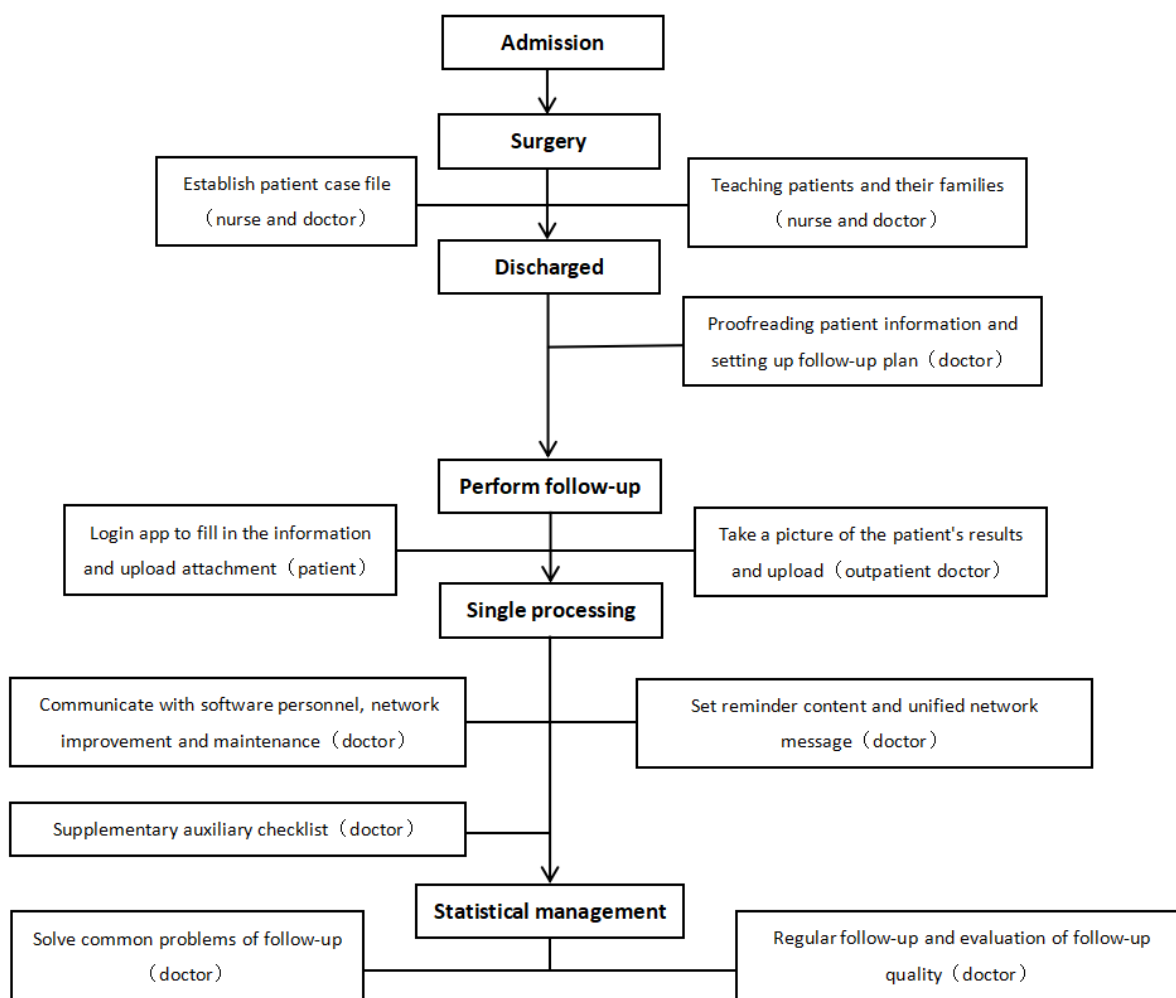 Admission
Surgery
Establish patient case file
（nurse and doctor）
Teaching patients and their families
（nurse and doctor）
Discharged
Proofreading patient information and
setting up follow-up plan（doctor）
Perform follow-up
Login app to fill in the information
and upload attachment（patient）
Take a picture of the patient's results
and upload（outpatient doctor）
Single processing
Communicate with software personnel, network
improvement and maintenance（doctor）
Set reminder content and unified network
message（doctor）
Supplementary auxiliary checklist（doctor）
Statistical management
Solve common problems of follow-up
（doctor）
Regular follow-up and evaluation of follow-up
quality（doctor）